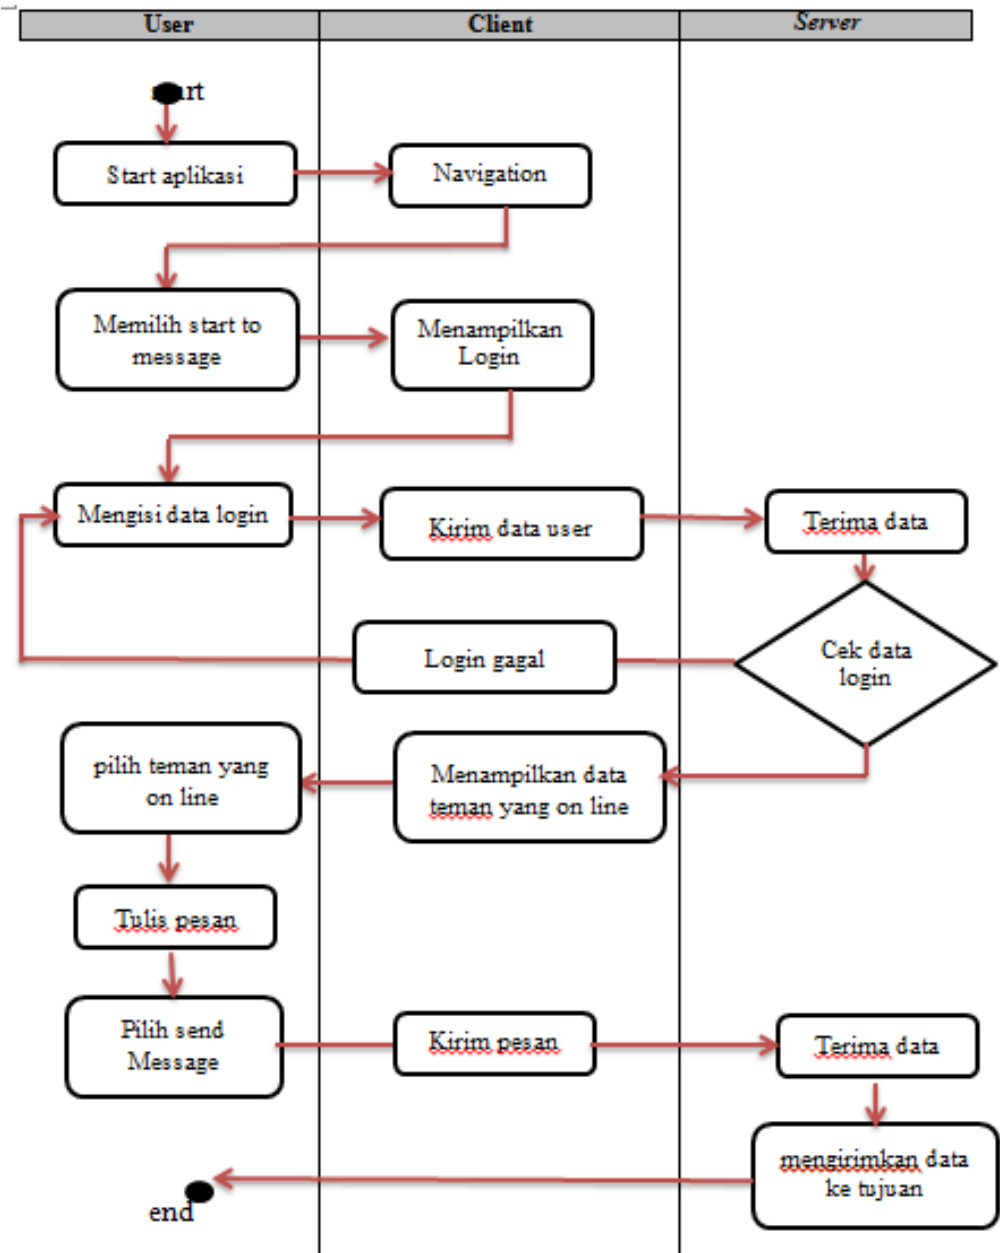 User
Client
Server
start
Start aplikasi
Navigation
Memilih start to
message
Menampilkan
Login
Mengisi data login
Kirim data user
Terima data
Cek data
login
Login gagal
Menampilkan data
teman yang on line
pilih teman yang
on line
Tulis pesan
Pilih send
Message
Kirim pesan
Terima data
mengirimkan data
ke tujuan
end